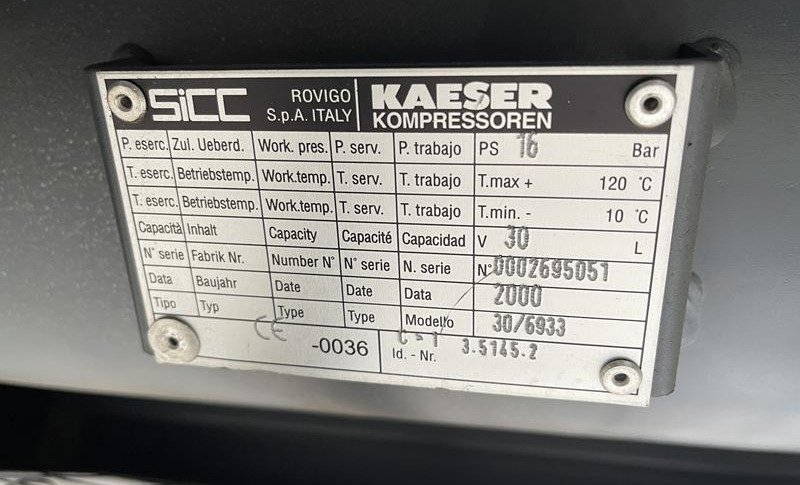 SICC ROVIGO S.p.A. ITALY KAESER KOMPRESSOREN
P. eserc. Zul. Ueberd. Work. pres. P. serv. P. trabajo PS 16 Bar
T. eserc. Betriebstemp. Work.temp. T. serv. T. trabajo T.max + 120 °C
T. eserc. Betriebstemp. Work.temp. T. serv. T. trabajo T.min. - 10 °C
Capacità Inhalt Capacity Capacité Capacidad V 30 L
N° serie Fabrik Nr. Number N° N° serie N. serie N° 0002695051
Data Baujahr Date Date Data 2000
Tipo Typ Type Type Modello 30/6933
CE -0036 C-1
Id. - Nr. 3.5145.2